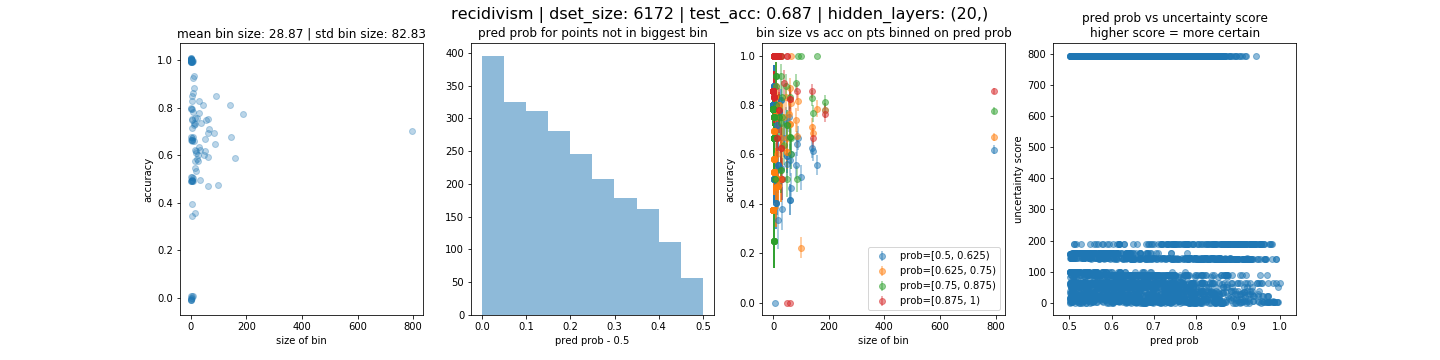 recidivism | dset_size: 6172 | test_acc: 0.687 | hidden_layers: (20,)
mean bin size: 28.87 | std bin size: 82.83
accuracy
1.0
0.8
0.6
0.4
0.2
0.0
0 200 400 600 800
size of bin
pred prob for points not in biggest bin
400
350
300
250
200
150
100
50
0
0.0 0.1 0.2 0.3 0.4 0.5
pred prob - 0.5
bin size vs acc on pts binned on pred prob
accuracy
1.0
0.8
0.6
0.4
0.2
0.0
prob=[0.5, 0.625)
prob=[0.625, 0.75)
prob=[0.75, 0.875)
prob=[0.875, 1)
0 200 400 600 800
size of bin
pred prob vs uncertainty score
higher score = more certain
uncertainty score
800
700
600
500
400
300
200
100
0
0.5 0.6 0.7 0.8 0.9 1.0
pred prob